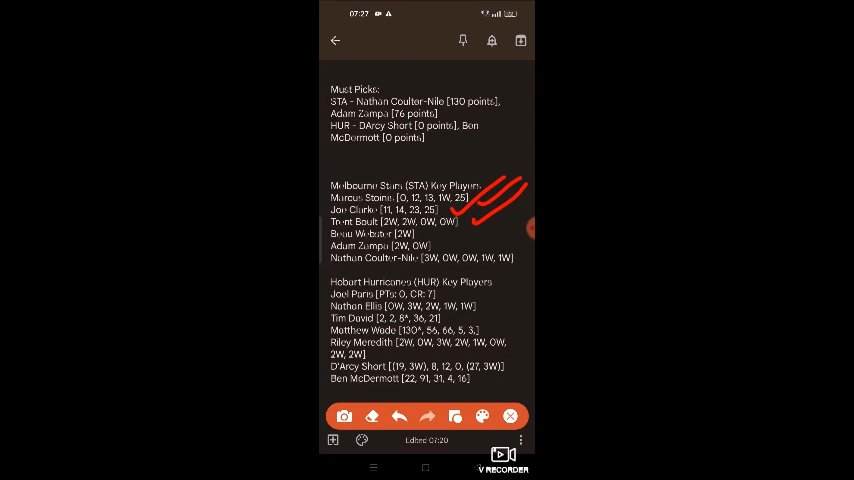 07:27
Must Picks:
STA - Nathan Coulter-Nile [130 points],
Adam Zampa [76 points]
HUR - DArcy Short [0 points], Ben
McDermott [0 points]
Melbourne Stars (STA) Key Players
Marcus Stoinis [0, 12, 13, 1W, 25]
Joe Clarke [11, 14, 23, 25]
Trent Boult [2W, 2W, 0W, 0W]
Beau Webster [2W]
Adam Zampa [2W, 0W]
Nathan Coulter-Nile [3W, 0W, 0W, 1W, 1W]
Hobart Hurricanes (HUR) Key Players
Joel Paris [PTs: 0, CR: 7]
Nathan Ellis [0W, 3W, 2W, 1W, 1W]
Tim David [2, 2, 8*, 36, 21]
Matthew Wade [130*, 56, 66, 5, 3,]
Riley Meredith [2W, 0W, 3W, 2W, 1W, 0W,
2W, 2W]
D'Arcy Short [(19, 3W), 8, 12, 0, (27, 3W)]
Ben McDermott [22, 91, 31, 4, 16]
Edited 07:20
V RECORDER